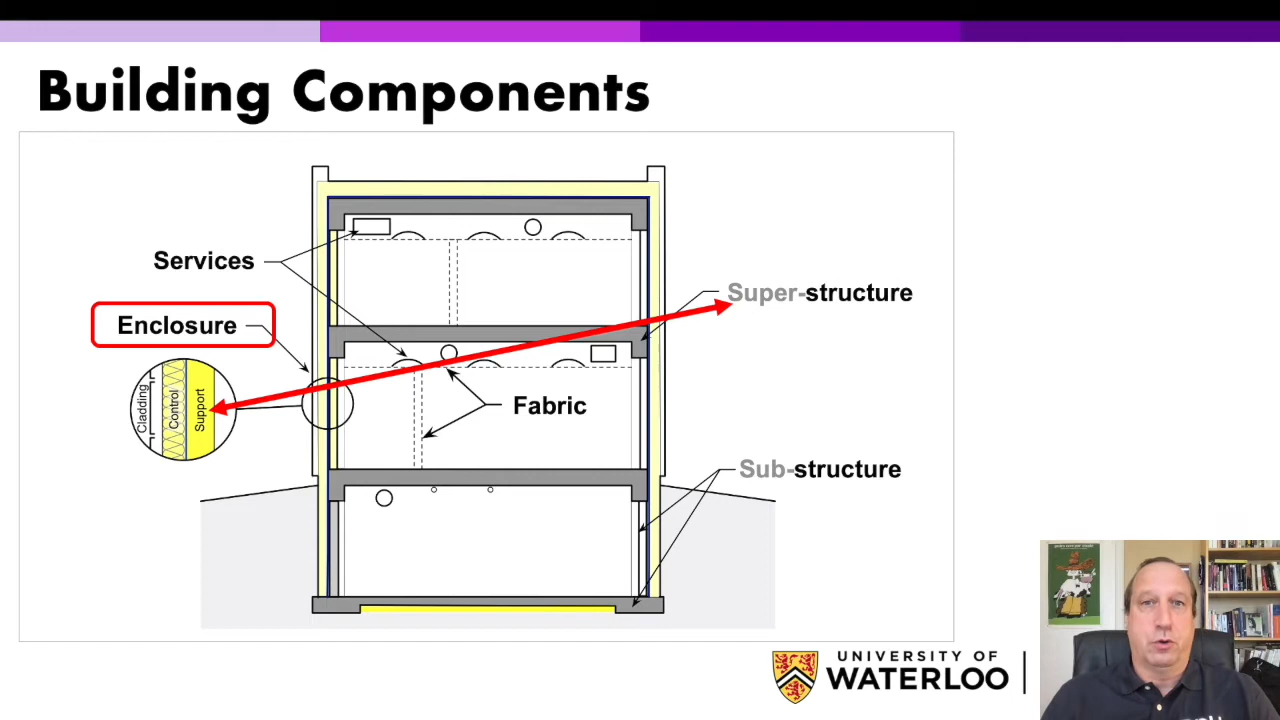 Building Components
Services
Enclosure
Cladding
Control
Support
Super-structure
Fabric
Sub-structure
UNIVERSITY OF
WATERLOO